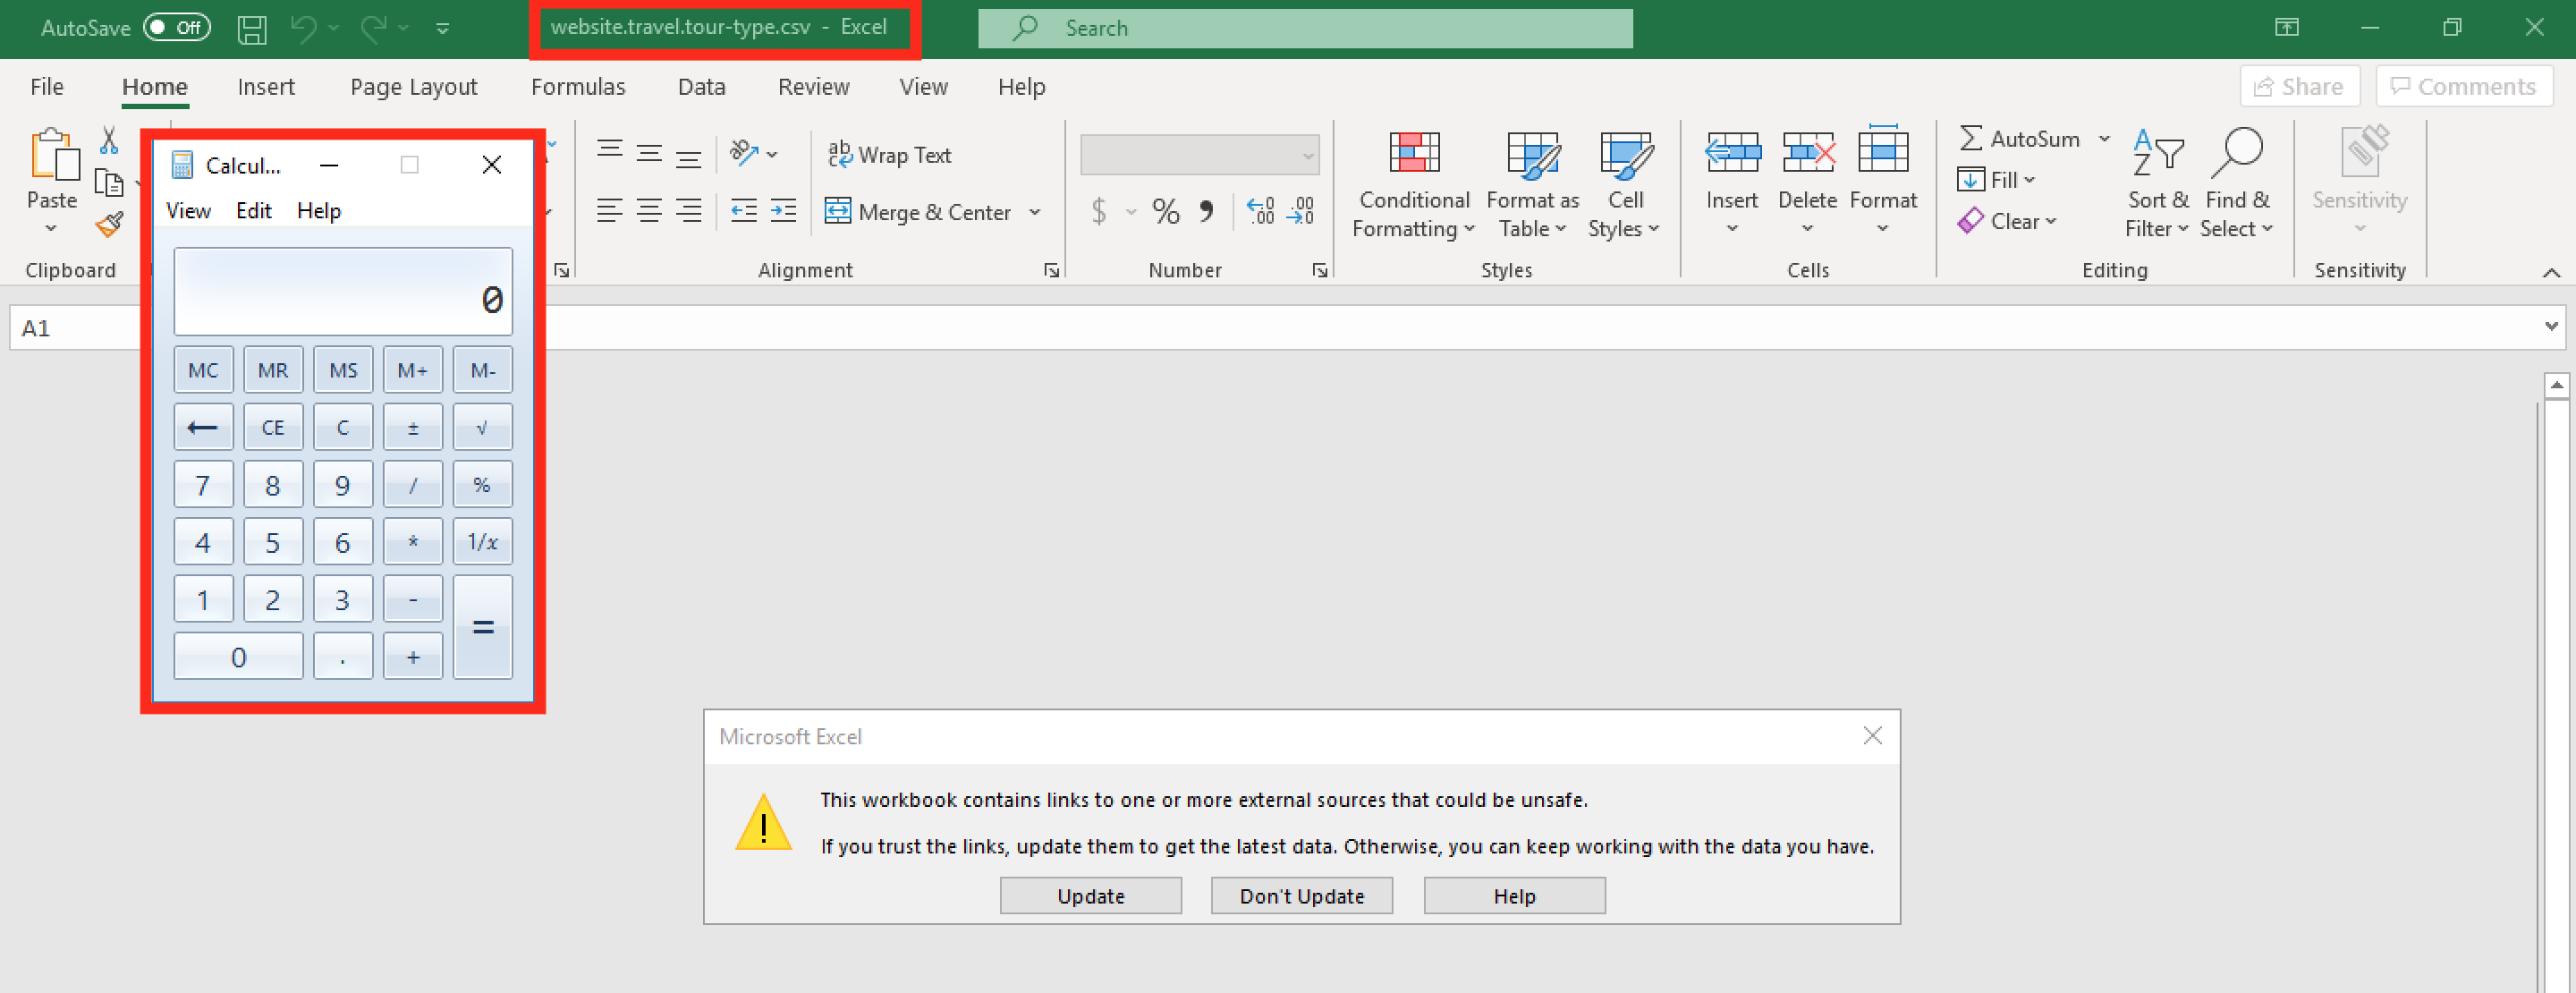 AutoSave Off website.travel.tour-type.csv - Excel Search
File Home Insert Page Layout Formulas Data Review View Help Share Comments
Paste
Clipboard
Wrap Text
Merge & Center
Alignment
$ % , .00 .00
Number
Conditional Formatting
Format as Table
Cell Styles
Styles
Insert
Delete
Format
Cells
AutoSum
Fill
Clear
Sort & Filter
Find & Select
Editing
Sensitivity
Sensitivity
A1
Calcul...
View Edit Help
0
MC MR MS M+ M-
← CE C ± √
7 8 9 / %
4 5 6 * 1/x
1 2 3 - =
0 . +
Microsoft Excel
This workbook contains links to one or more external sources that could be unsafe.
If you trust the links, update them to get the latest data. Otherwise, you can keep working with the data you have.
Update Don't Update Help